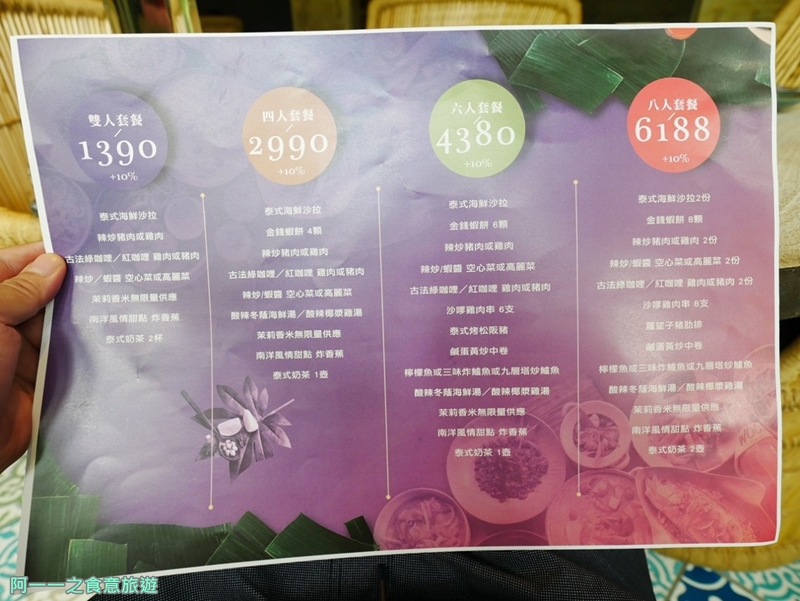 雙人套餐
1390
+10%
泰式海鮮沙拉
辣炒豬肉或雞肉
古法綠咖哩／紅咖哩 雞肉或豬肉
辣炒／蝦醬 空心菜或高麗菜
茉莉香米無限量供應
南洋風情甜點 炸香蕉
泰式奶茶 2杯
四人套餐
2990
+10%
泰式海鮮沙拉
金錢蝦餅 4顆
辣炒豬肉或雞肉
古法綠咖哩／紅咖哩 雞肉或豬肉
辣炒/蝦醬 空心菜或高麗菜
酸辣冬蔭海鮮湯／酸辣椰漿雞湯
茉莉香米無限量供應
南洋風情甜點 炸香蕉
泰式奶茶 1壺
六人套餐
4380
+10%
泰式海鮮沙拉
金錢蝦餅 6顆
辣炒豬肉或雞肉
辣炒/蝦醬 空心菜或高麗菜
古法綠咖哩／紅咖哩 雞肉或豬肉
沙嗲雞肉串 6支
泰式烤松阪豬
鹹蛋黃炒中卷
檸檬魚或三味炸鱸魚或九層塔炒鱸魚
酸辣冬蔭海鮮湯／酸辣椰漿雞湯
茉莉香米無限量供應
南洋風情甜點 炸香蕉
泰式奶茶 1壺
八人套餐
6188
+10%
泰式海鮮沙拉2份
金錢蝦餅 8顆
辣炒豬肉或雞肉 2份
辣炒/蝦醬 空心菜或高麗菜 2份
古法綠咖哩／紅咖哩 雞肉或豬肉 2份
沙嗲雞肉串 8支
羅望子豬肋排
鹹蛋黃炒中卷
檸檬魚或三味炸鱸魚或九層塔炒鱸魚
酸辣冬蔭海鮮湯／酸辣椰漿雞湯
茉莉香米無限量供應
南洋風情甜點 炸香蕉
泰式奶茶 2壺
阿一一之食意旅遊